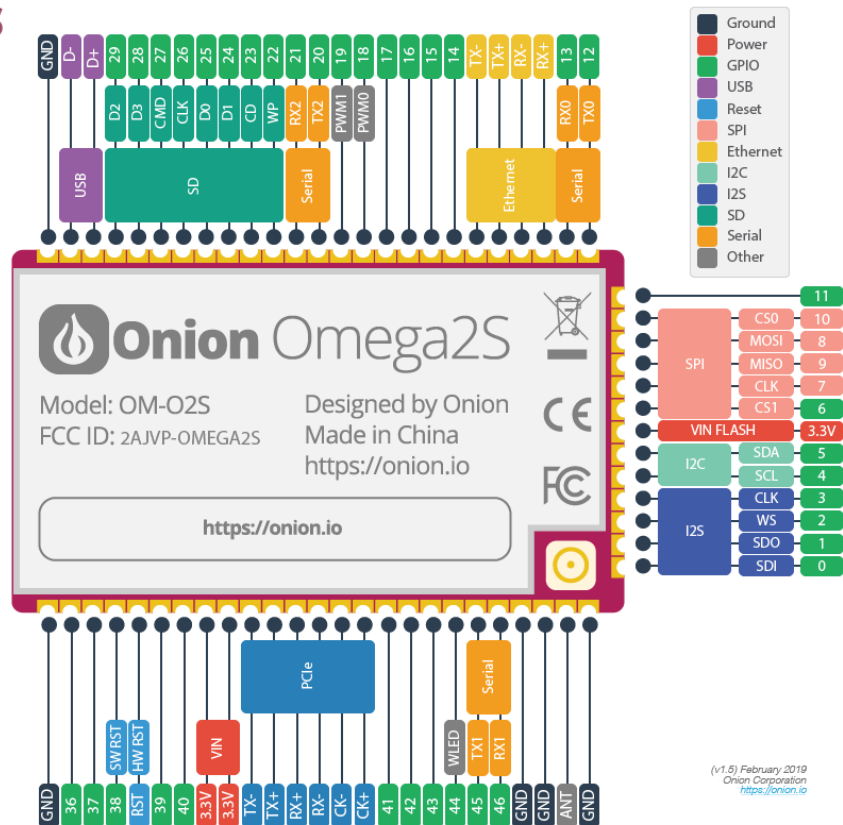 S
GND D- D+ 29 28 27 26 25 24 23 22 21 20 19 18 17 16 15 14 TX- TX+ RX- RX+ 13 12
D2 D3 CMD CLK D0 D1 CD WP RX2 TX2 PWM1 PWM0 RX0 TX0
USB SD Serial Ethernet Serial
Ground
Power
GPIO
USB
Reset
SPI
Ethernet
I2C
I2S
SD
Serial
Other
Onion Omega2S
Model: OM-O2S
FCC ID: 2AJVP-OMEGA2S
Designed by Onion
Made in China
https://onion.io
CE
FC
https://onion.io
11
SPI
CS0 10
MOSI 8
MISO 9
CLK 7
CS1 6
VIN FLASH 3.3V
I2C
SDA 5
SCL 4
I2S
CLK 3
WS 2
SDO 1
SDI 0
PCIe Serial
SW RST HW RST VIN WLED TX1 RX1
GND 36 37 38 RST 39 40 3.3V 3.3V TX- TX+ RX+ RX- CK- CK+ 41 42 43 44 45 46 GND GND ANT GND
(v1.5) February 2019
Onion Corporation
https://onion.io